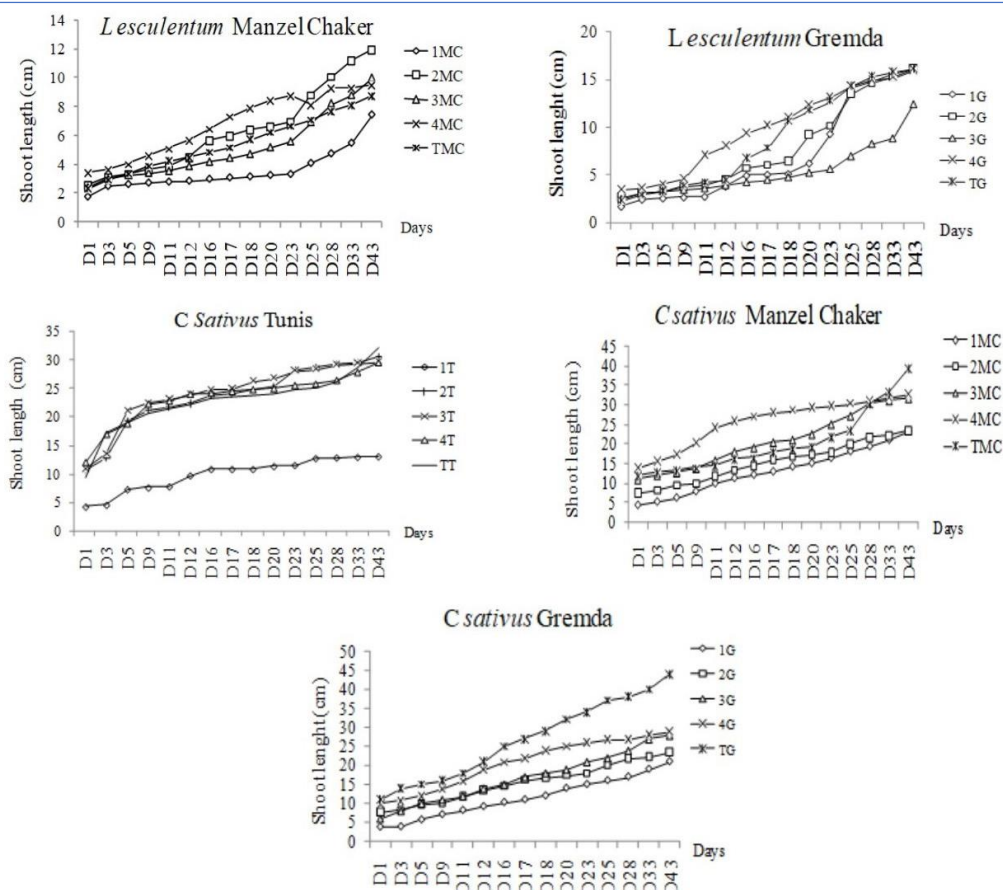 L esculentum Manzel Chaker
Shoot length (cm)
14
12
10
8
6
4
2
0
D1
D3
D5
D9
D11
D12
D16
D17
D18
D20
D23
D25
D28
D33
D43
Days
1MC
2MC
3MC
4MC
TMC
L esculentum Gremda
Shoot lenght (cm)
20
15
10
5
0
D1
D3
D5
D9
D11
D12
D16
D17
D18
D20
D23
D25
D28
D33
D43
Days
1G
2G
3G
4G
TG
C Sativus Tunis
Shoot length (cm)
35
30
25
20
15
10
5
0
D1
D3
D5
D9
D11
D12
D16
D17
D18
D20
D23
D25
D28
D33
D43
Days
1T
2T
3T
4T
TT
C sativus Manzel Chaker
Shoot length (cm)
45
40
35
30
25
20
15
10
5
0
D1
D3
D5
D9
D11
D12
D16
D17
D18
D20
D23
D25
D28
D33
D43
Days
1MC
2MC
3MC
4MC
TMC
C sativus Gremda
Shoot lenght (cm)
50
45
40
35
30
25
20
15
10
5
0
D1
D3
D5
D9
D11
D12
D16
D17
D18
D20
D23
D25
D28
D33
D43
Days
1G
2G
3G
4G
TG